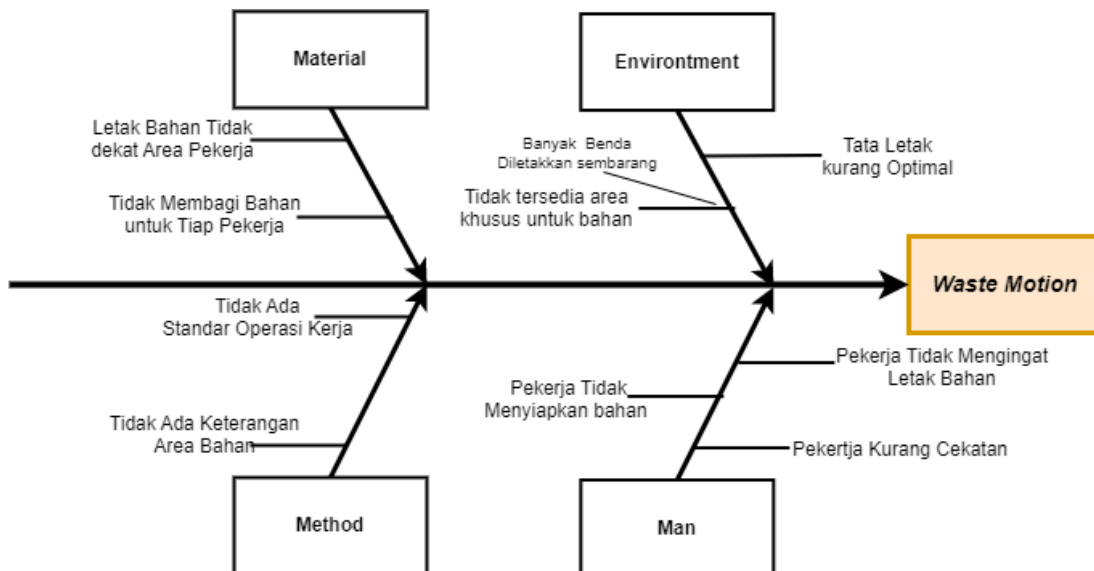 Material
Environtment
Letak Bahan Tidak
dekat Area Pekerja
Tidak Membagi Bahan
untuk Tiap Pekerja
Banyak Benda
Diletakkan sembarang
Tidak tersedia area
khusus untuk bahan
Tata Letak
kurang Optimal
Waste Motion
Tidak Ada
Standar Operasi Kerja
Tidak Ada Keterangan
Area Bahan
Pekerja Tidak
Menyiapkan bahan
Pekerja Tidak Mengingat
Letak Bahan
Pekertja Kurang Cekatan
Method
Man